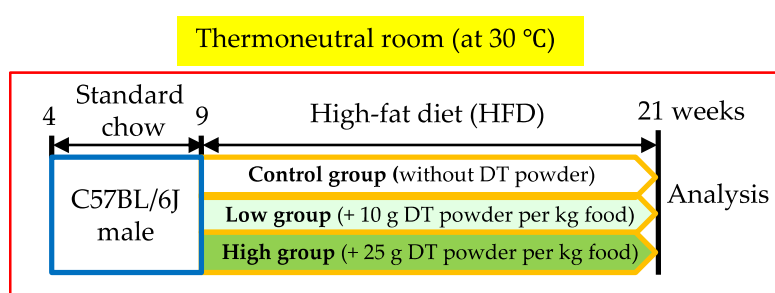 Thermoneutral room (at 30 ℃)
Standard
chow
4
9
High-fat diet (HFD)
21 weeks
C57BL/6J
male
Control group (without DT powder)
Low group (+ 10 g DT powder per kg food)
High group (+ 25 g DT powder per kg food)
Analysis